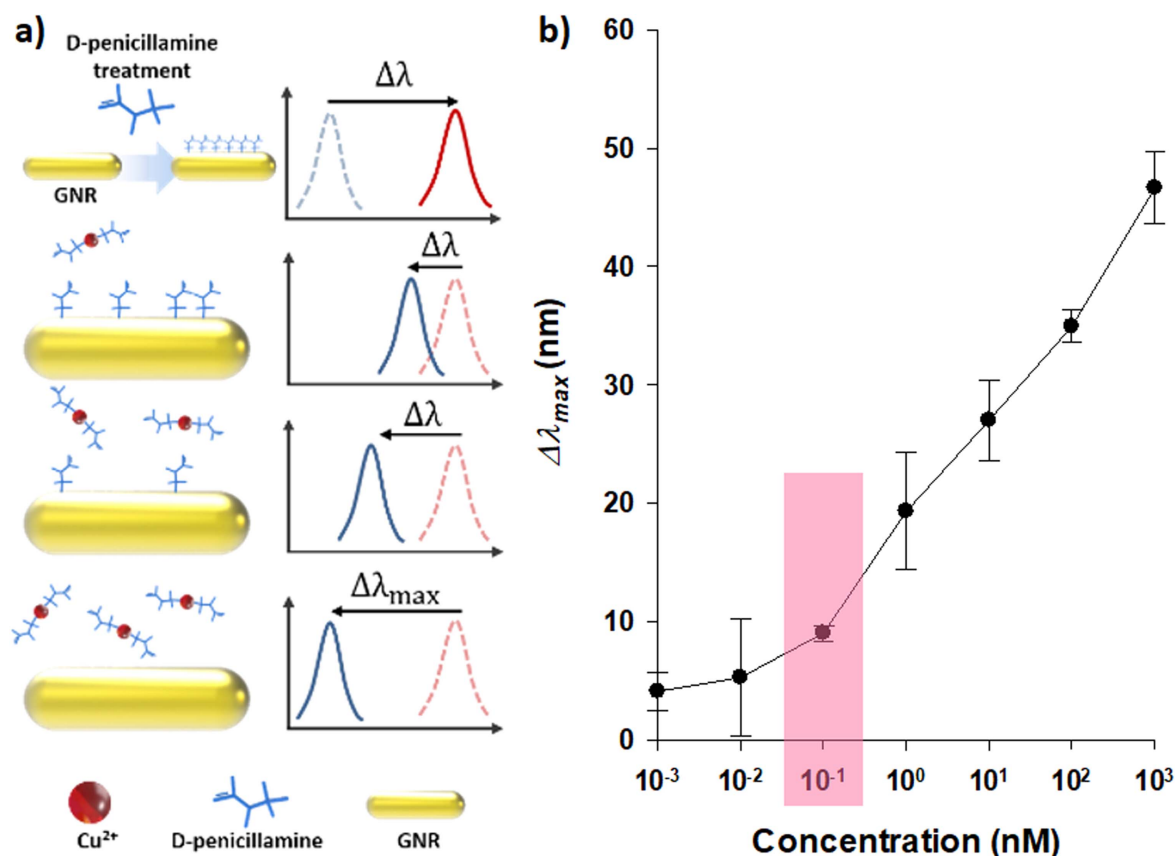 a)
D-penicillamine
treatment
GNR
Δλ
Δλ
Δλ
Δλmax
Cu²⁺
D-penicillamine
GNR
b)
Δλmax (nm)
60
50
40
30
20
10
0
10⁻³ 10⁻² 10⁻¹ 10⁰ 10¹ 10² 10³
Concentration (nM)